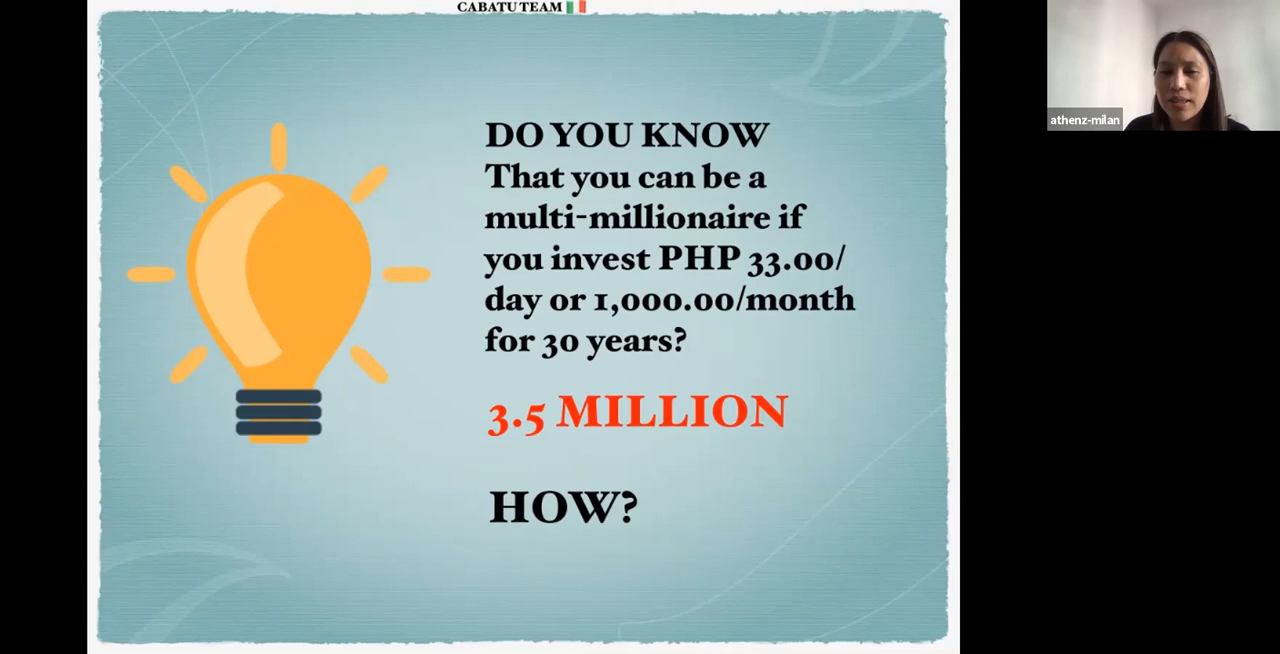 CABATU TEAM
athenz-milan
DO YOU KNOW
That you can be a
multi-millionaire if
you invest PHP 33.00/
day or 1,000.00/month
for 30 years?
3.5 MILLION
HOW?